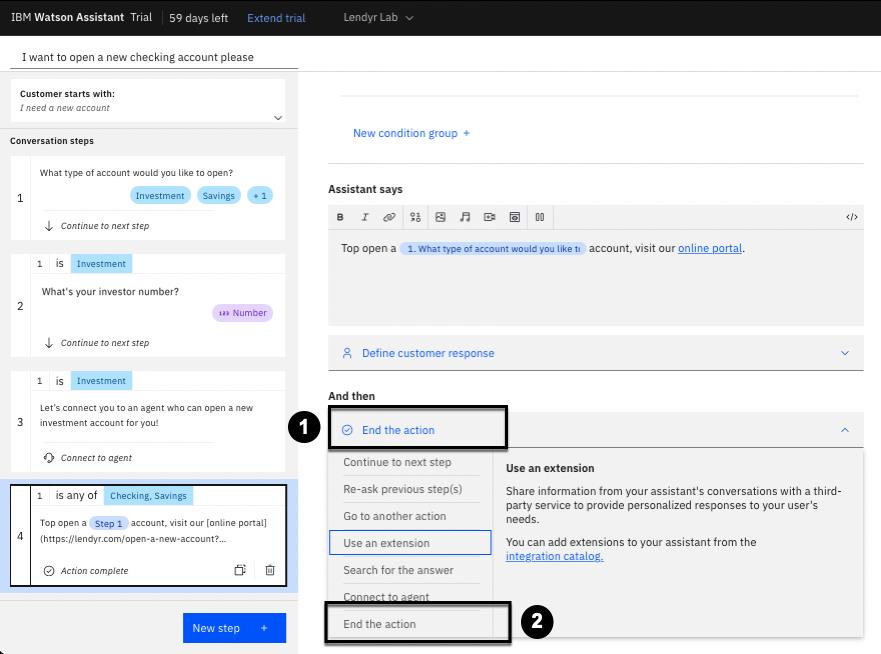 IBM Watson Assistant Trial 59 days left Extend trial Lendyr Lab
I want to open a new checking account please
Customer starts with:
I need a new account
Conversation steps
1
What type of account would you like to open?
Investment Savings + 1
Continue to next step
2
1 is Investment
What's your investor number?
123 Number
Continue to next step
3
1 is Investment
Let's connect you to an agent who can open a new
investment account for you!
Connect to agent
4
1 is any of Checking, Savings
Top open a Step 1 account, visit our [online portal]
(https://lendyr.com/open-a-new-account?...
Action complete
New step +
New condition group +
Assistant says
B I </>
Top open a 1. What type of account would you like to account, visit our online portal.
Define customer response
And then
1
End the action
Continue to next step
Re-ask previous step(s)
Go to another action
Use an extension
Search for the answer
Connect to agent
End the action
2
Use an extension
Share information from your assistant's conversations with a third-
party service to provide personalized responses to your user's
needs.
You can add extensions to your assistant from the
integration catalog.